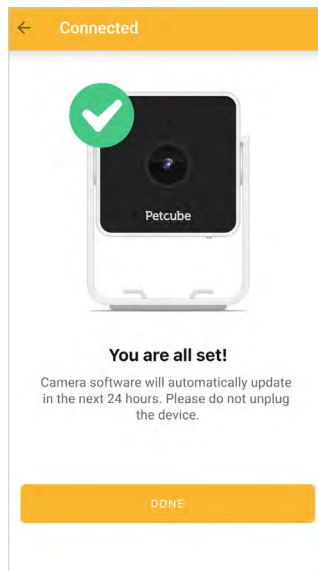 Connected
Petcube
You are all set!
Camera software will automatically update
in the next 24 hours. Please do not unplug
the device.
DONE